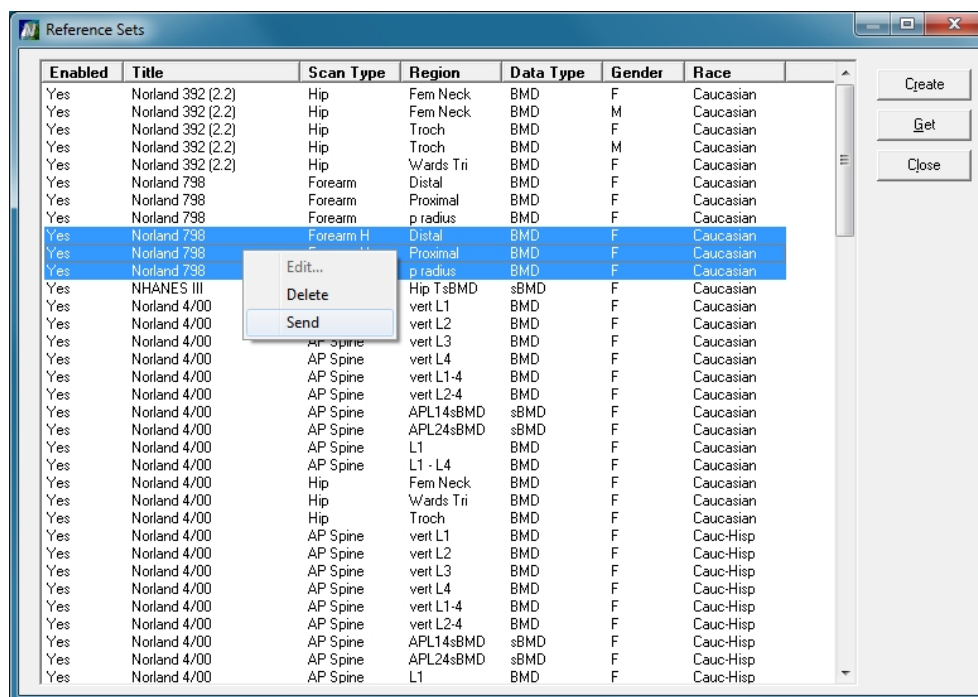 Reference Sets
Enabled Title Scan Type Region Data Type Gender Race
Create
Get
Close
Yes Norland 392 (2.2) Hip Fem Neck BMD F Caucasian
Yes Norland 392 (2.2) Hip Fem Neck BMD M Caucasian
Yes Norland 392 (2.2) Hip Troch BMD F Caucasian
Yes Norland 392 (2.2) Hip Troch BMD M Caucasian
Yes Norland 392 (2.2) Hip Wards Tri BMD F Caucasian
Yes Norland 798 Forearm Distal BMD F Caucasian
Yes Norland 798 Forearm Proximal BMD F Caucasian
Yes Norland 798 Forearm p radius BMD F Caucasian
Yes Norland 798 Forearm H Distal BMD F Caucasian
Yes Norland 798 Proximal BMD F Caucasian
Yes Norland 798 p radius BMD F Caucasian
Edit...
Delete
Send
Yes NHANES III Hip TsBMD sBMD F Caucasian
Yes Norland 4/00 vert L1 BMD F Caucasian
Yes Norland 4/00 vert L2 BMD F Caucasian
Yes Norland 4/00 AP Spine vert L3 BMD F Caucasian
Yes Norland 4/00 AP Spine vert L4 BMD F Caucasian
Yes Norland 4/00 AP Spine vert L1-4 BMD F Caucasian
Yes Norland 4/00 AP Spine vert L2-4 BMD F Caucasian
Yes Norland 4/00 AP Spine APL14sBMD sBMD F Caucasian
Yes Norland 4/00 AP Spine APL24sBMD sBMD F Caucasian
Yes Norland 4/00 AP Spine L1 BMD F Caucasian
Yes Norland 4/00 AP Spine L1 - L4 BMD F Caucasian
Yes Norland 4/00 Hip Fem Neck BMD F Caucasian
Yes Norland 4/00 Hip Wards Tri BMD F Caucasian
Yes Norland 4/00 Hip Troch BMD F Caucasian
Yes Norland 4/00 AP Spine vert L1 BMD F Cauc-Hisp
Yes Norland 4/00 AP Spine vert L2 BMD F Cauc-Hisp
Yes Norland 4/00 AP Spine vert L3 BMD F Cauc-Hisp
Yes Norland 4/00 AP Spine vert L4 BMD F Cauc-Hisp
Yes Norland 4/00 AP Spine vert L1-4 BMD F Cauc-Hisp
Yes Norland 4/00 AP Spine vert L2-4 BMD F Cauc-Hisp
Yes Norland 4/00 AP Spine APL14sBMD sBMD F Cauc-Hisp
Yes Norland 4/00 AP Spine APL24sBMD sBMD F Cauc-Hisp
Yes Norland 4/00 AP Spine L1 BMD F Cauc-Hisp